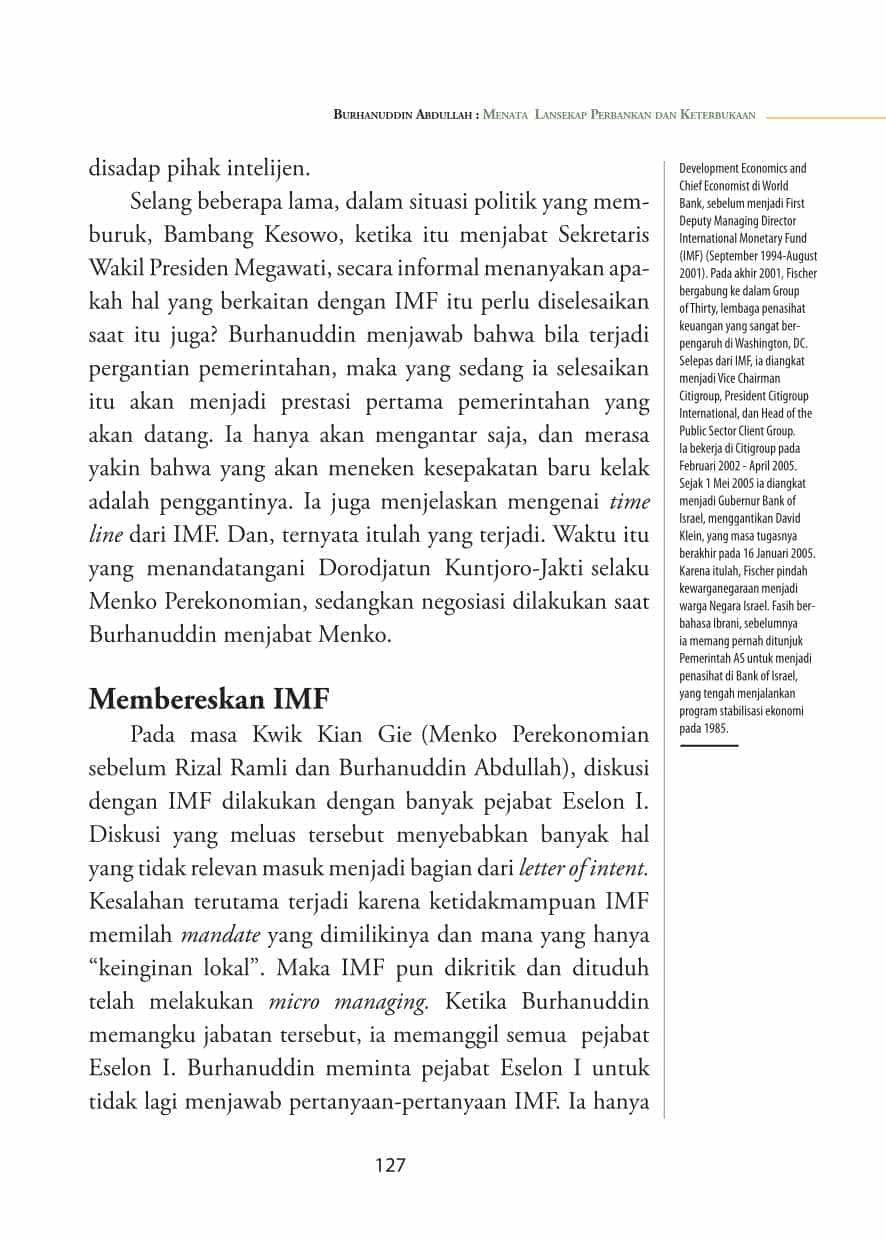 Burhanuddin Abdullah : Menata Lansekap Perbankan dan Keterbukaan
disadap pihak intelijen.
Selang beberapa lama, dalam situasi politik yang mem-
buruk, Bambang Kesowo, ketika itu menjabat Sekretaris
Wakil Presiden Megawati, secara informal menanyakan apa-
kah hal yang berkaitan dengan IMF itu perlu diselesaikan
saat itu juga? Burhanuddin menjawab bahwa bila terjadi
pergantian pemerintahan, maka yang sedang ia selesaikan
itu akan menjadi prestasi pertama pemerintahan yang
akan datang. Ia hanya akan mengantar saja, dan merasa
yakin bahwa yang akan meneken kesepakatan baru kelak
adalah penggantinya. Ia juga menjelaskan mengenai time
line dari IMF. Dan, ternyata itulah yang terjadi. Waktu itu
yang menandatangani Dorodjatun Kuntjoro-Jakti selaku
Menko Perekonomian, sedangkan negosiasi dilakukan saat
Burhanuddin menjabat Menko.
Membereskan IMF
Pada masa Kwik Kian Gie (Menko Perekonomian
sebelum Rizal Ramli dan Burhanuddin Abdullah), diskusi
dengan IMF dilakukan dengan banyak pejabat Eselon I.
Diskusi yang meluas tersebut menyebabkan banyak hal
yang tidak relevan masuk menjadi bagian dari letter of intent.
Kesalahan terutama terjadi karena ketidakmampuan IMF
memilah mandate yang dimilikinya dan mana yang hanya
“keinginan lokal”. Maka IMF pun dikritik dan dituduh
telah melakukan micro managing. Ketika Burhanuddin
memangku jabatan tersebut, ia memanggil semua pejabat
Eselon I. Burhanuddin meminta pejabat Eselon I untuk
tidak lagi menjawab pertanyaan-pertanyaan IMF. Ia hanya
Development Economics and
Chief Economist di World
Bank, sebelum menjadi First
Deputy Managing Director
International Monetary Fund
(IMF) (September 1994-August
2001). Pada akhir 2001, Fischer
bergabung ke dalam Group
of Thirty, lembaga penasihat
keuangan yang sangat ber-
pengaruh di Washington, DC.
Selepas dari IMF, ia diangkat
menjadi Vice Chairman
Citigroup, President Citigroup
International, dan Head of the
Public Sector Client Group.
Ia bekerja di Citigroup pada
Februari 2002 - April 2005.
Sejak 1 Mei 2005 ia diangkat
menjadi Gubernur Bank of
Israel, menggantikan David
Klein, yang masa tugasnya
berakhir pada 16 Januari 2005.
Karena itulah, Fischer pindah
kewarganegaraan menjadi
warga Negara Israel. Fasih ber-
bahasa Ibrani, sebelumnya
ia memang pernah ditunjuk
Pemerintah AS untuk menjadi
penasihat di Bank of Israel,
yang tengah menjalankan
program stabilisasi ekonomi
pada 1985.
127